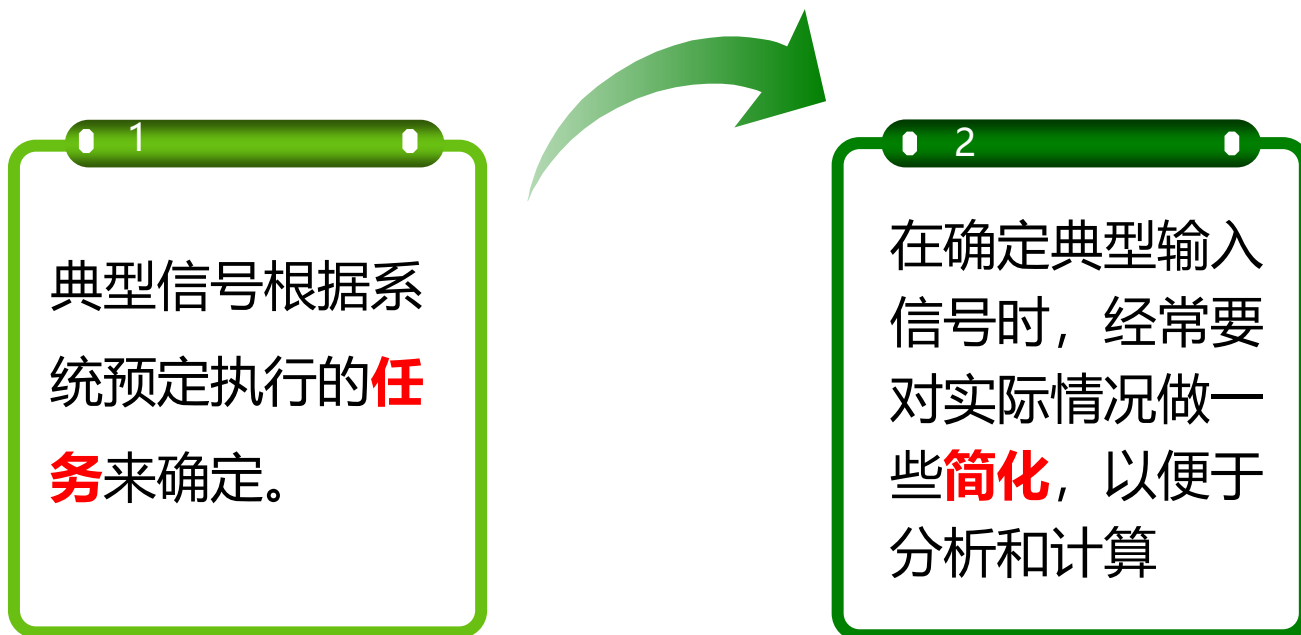 1
典型信号根据系
统预定执行的任
务来确定。
2
在确定典型输入
信号时，经常要
对实际情况做一
些简化，以便于
分析和计算